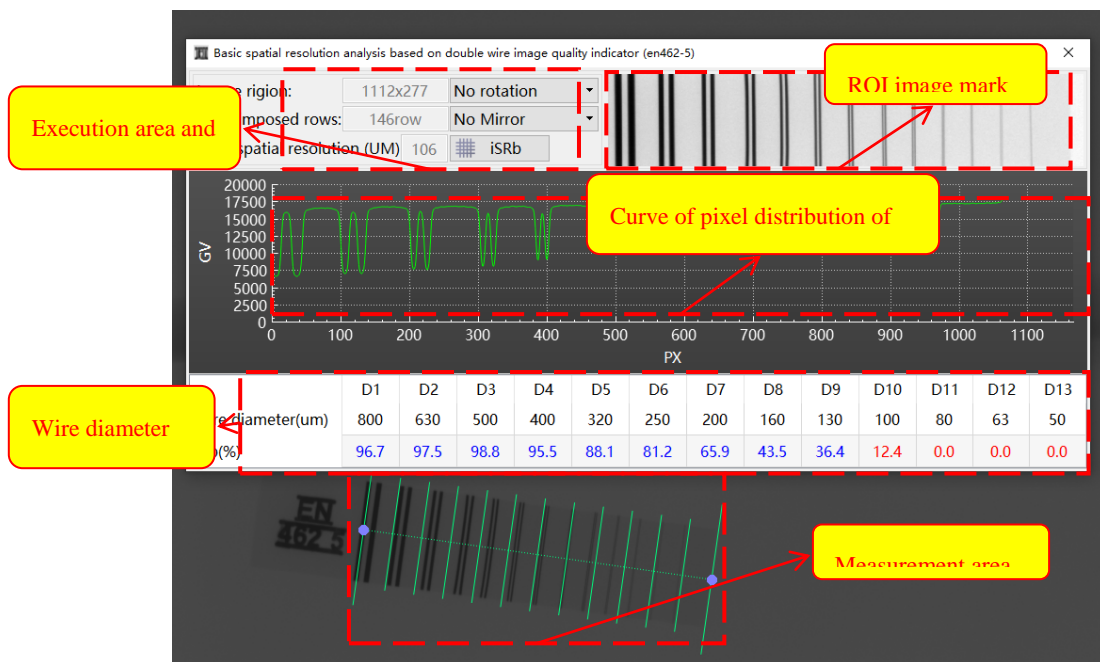 Basic spatial resolution analysis based on double wire image quality indicator (en462-5)
rigion: 1112x277 No rotation
rows: 146row No Mirror
spatial resolution (UM) 106 iSRb
ROI image mark
Execution area and
Curve of pixel distribution of
GV
20000
17500
15000
12500
10000
7500
5000
2500
0
0 100 200 300 400 500 600 700 800 900 1000 1100
PX
Wire diameter
D1 D2 D3 D4 D5 D6 D7 D8 D9 D10 D11 D12 D13
diameter(um) 800 630 500 400 320 250 200 160 130 100 80 63 50
(%) 96.7 97.5 98.8 95.5 88.1 81.2 65.9 43.5 36.4 12.4 0.0 0.0 0.0
EN
462 5
Measurement area